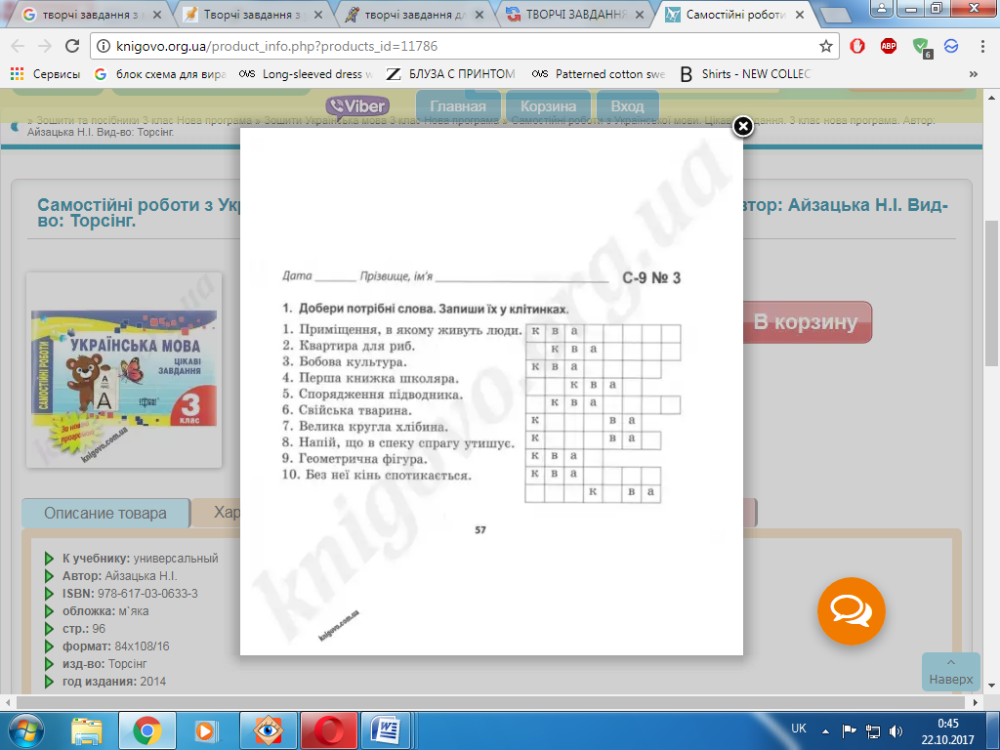 творчі завдання з к
Творчі завдання з у
творчі завдання дл
ТВОРЧІ ЗАВДАННЯ
Самостійні роботи
knigovo.org.ua/product_info.php?products_id=11786
ABP
6
Сервисы
блок схема для вира
OVS Long-sleeved dress w
Z БЛУЗА С ПРИНТОМ
OVS Patterned cotton swe
B Shirts - NEW COLLEC
»
Viber
Главная
Корзина
Вход
» Зошити та посібники 3 клас Нова програма » Зошити Українська мова 3 клас Нова програма » Самостійні роботи з Української мови. Цікаві завдання. 3 клас нова програма. Автор:
Айзацька Н.І. Вид-во: Торсінг.
Самостійні роботи з Укр
втор: Айзацька Н.І. Вид-
во: Торсінг.
САМОСТІЙНІ РОБОТИ
УКРАЇНСЬКА МОВА
ЦІКАВІ
ЗАВДАННЯ
А
А
3
клас
За новою
програмою
knigovo.com.ua
В корзину
knigovo.org.ua
Дата ______ Прізвище, ім'я ______________________ С-9 № 3
1. Добери потрібні слова. Запиши їх у клітинках.
1. Приміщення, в якому живуть люди.
2. Квартира для риб.
3. Бобова культура.
4. Перша книжка школяра.
5. Спорядження підводника.
6. Свійська тварина.
7. Велика кругла хлібина.
8. Напій, що в спеку спрагу утишує.
9. Геометрична фігура.
10. Без неї кінь спотикається.
к в а
к в а
к в а
к в а
к в а
к в а
к в а
к в а
к в а
к в а
57
knigovo.com.ua
Описание товара
Хар
К учебнику: универсальный
Автор: Айзацька Н.І.
ISBN: 978-617-03-0633-3
обложка: м`яка
стр.: 96
формат: 84x108/16
изд-во: Торсінг
год издания: 2014
Наверх
UK
0:45
22.10.2017